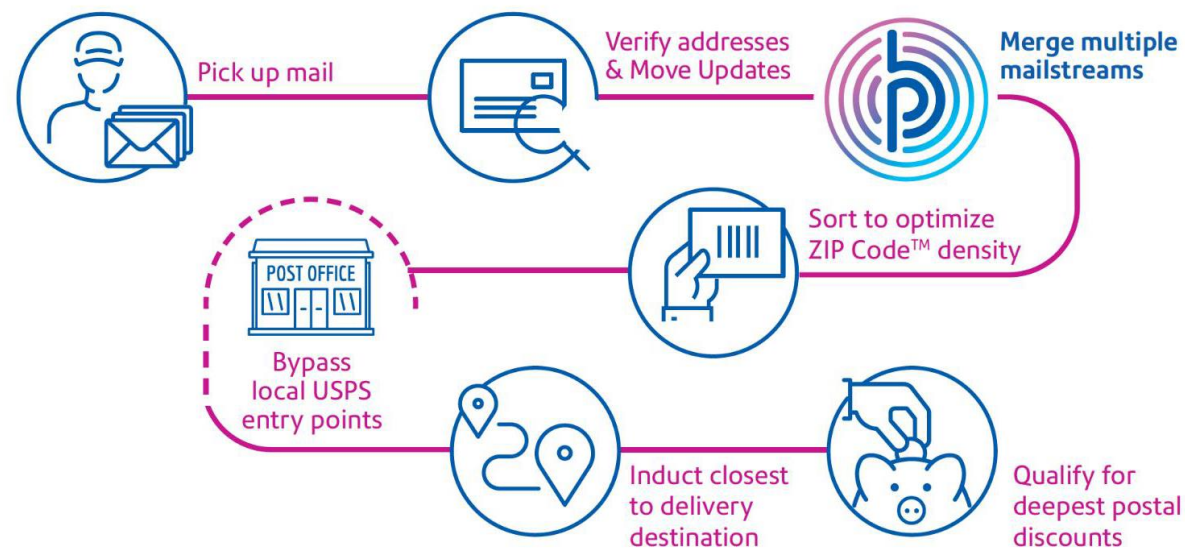 Pick up mail
Verify addresses
& Move Updates
Merge multiple
mailstreams
Sort to optimize
ZIP Code™ density
POST OFFICE
Bypass
local USPS
entry points
Induct closest
to delivery
destination
Qualify for
deepest postal
discounts